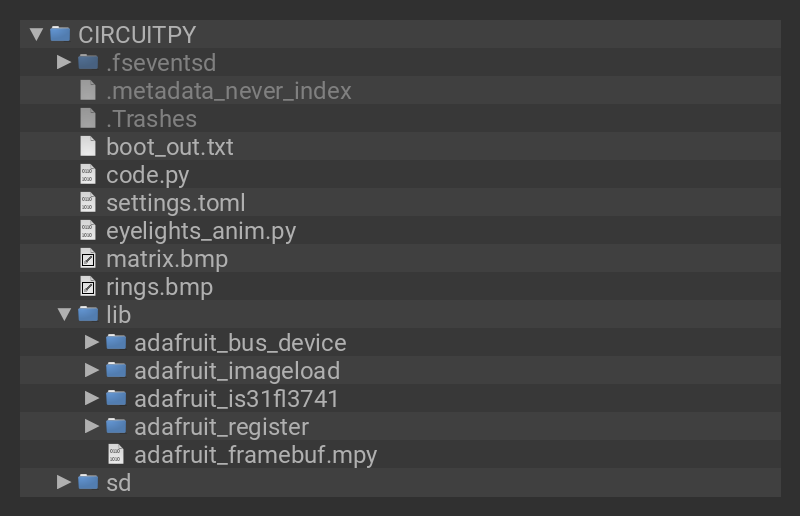 CIRCUITPY
.fseventsd
.metadata_never_index
.Trashes
boot_out.txt
code.py
settings.toml
eyelights_anim.py
matrix.bmp
rings.bmp
lib
adafruit_bus_device
adafruit_imageload
adafruit_is31fl3741
adafruit_register
adafruit_framebuf.mpy
sd